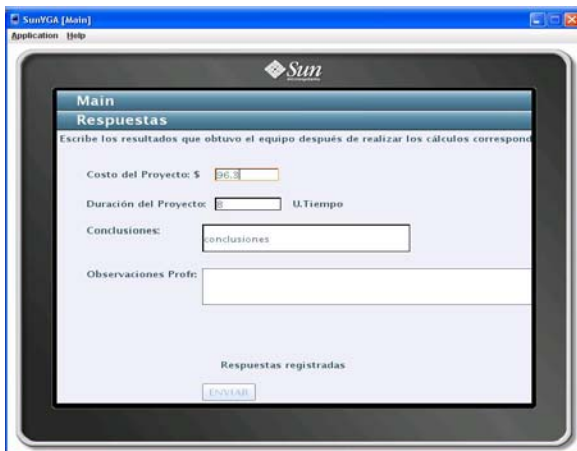 SunVGA [Main]
Application Help
Sun
Main
Respuestas
Escribe los resultados que obtuvo el equipo después de realizar los cálculos correspond
Costo del Proyecto: $ 96.3
Duración del Proyecto: 8 U.Tiempo
Conclusiones:
conclusiones
Observaciones Profr:
Respuestas registradas
ENVIAR